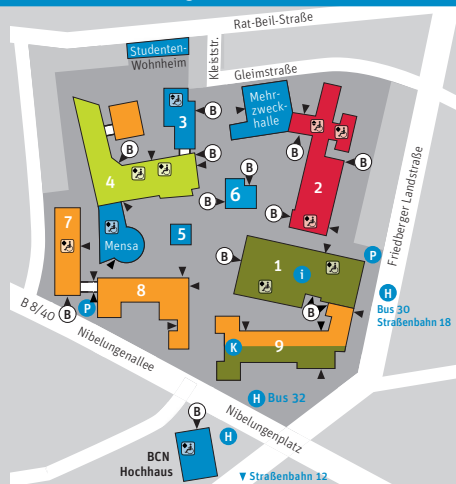 Rat-Beil-Straße
Studenten-
Wohnheim
Kleiststr.
Gleimstraße
Mehr-
zweck-
halle
3
B
B
B
B
B
4
2
6
B
B
Friedberger Landstraße
7
Mensa
5
1
i
P
B
8
H
Bus 30
Straßenbahn 18
B 8/40
B
P
B
Nibelungenallee
K
9
H Bus 32
Nibelungenplatz
B
H
BCN
Hochhaus
Straßenbahn 12